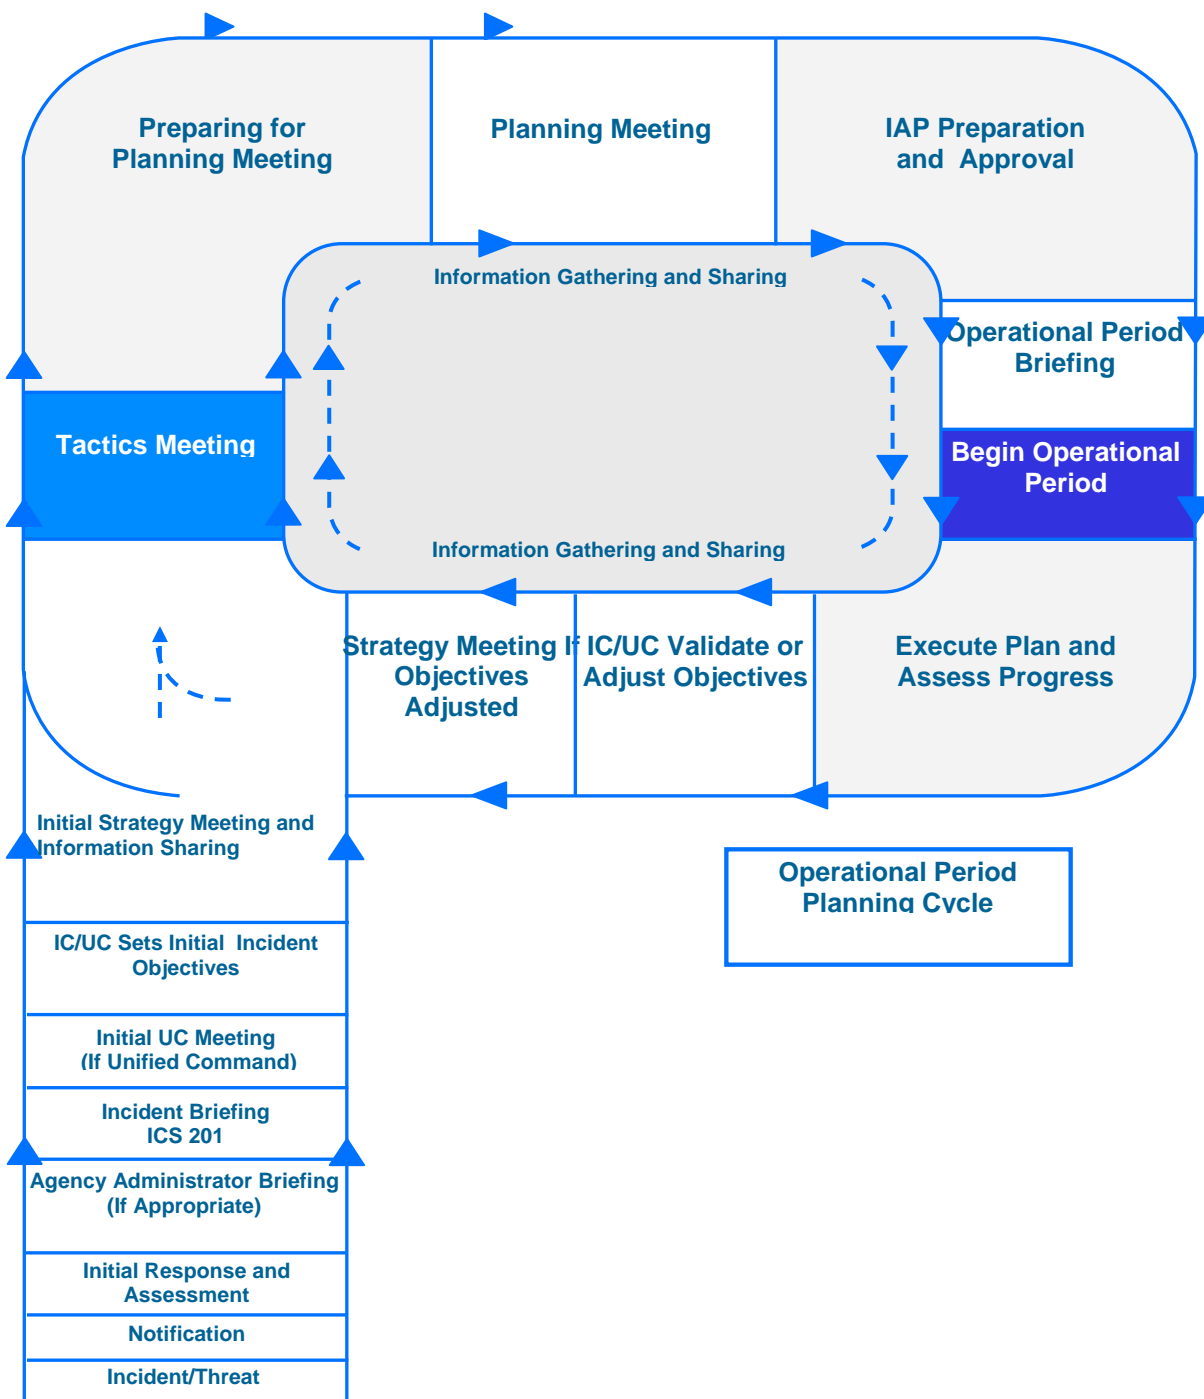 Preparing for
Planning Meeting
Planning Meeting
IAP Preparation
and Approval
Information Gathering and Sharing
Operational Period
Briefing
Tactics Meeting
Begin Operational
Period
Information Gathering and Sharing
Strategy Meeting If
Objectives
Adjusted
IC/UC Validate or
Adjust Objectives
Execute Plan and
Assess Progress
Initial Strategy Meeting and
Information Sharing
Operational Period
Planning Cycle
IC/UC Sets Initial Incident
Objectives
Initial UC Meeting
(If Unified Command)
Incident Briefing
ICS 201
Agency Administrator Briefing
(If Appropriate)
Initial Response and
Assessment
Notification
Incident/Threat